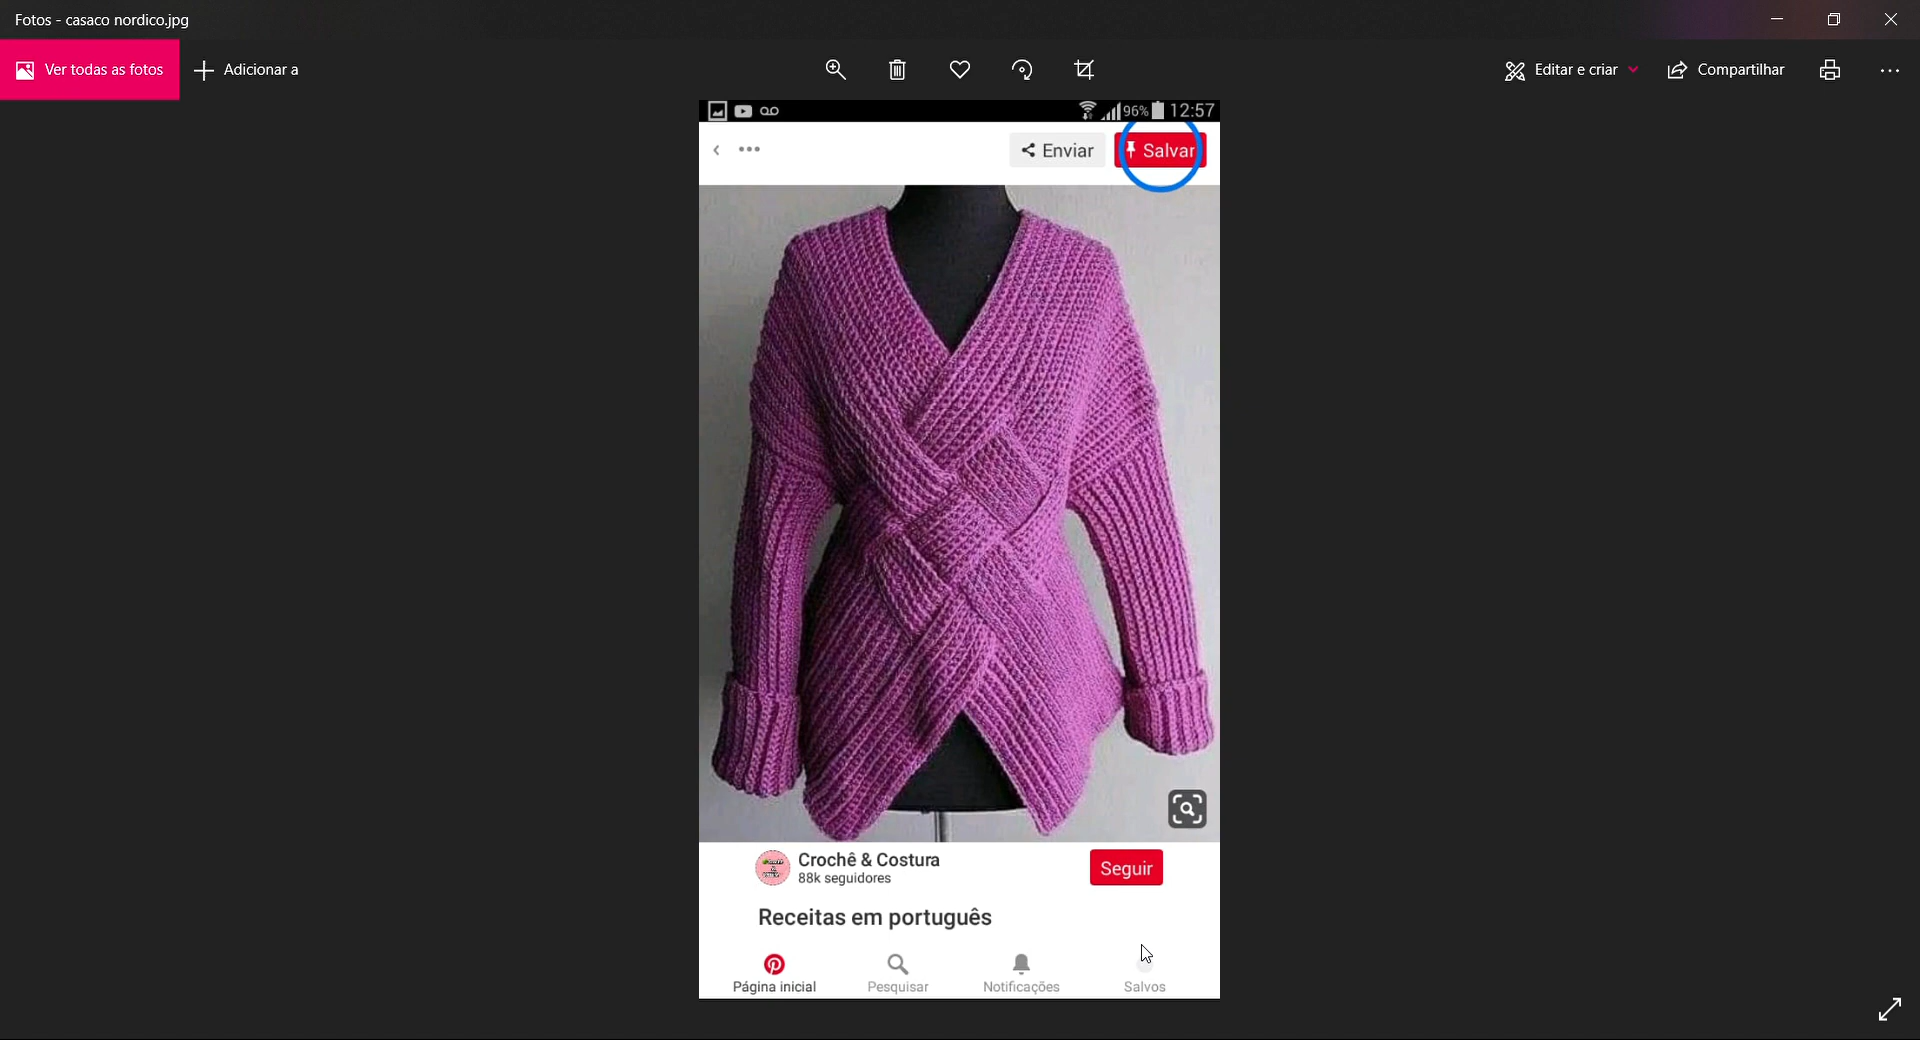 Fotos - casaco nordico.jpg
Ver todas as fotos
Adicionar a
Editar e criar
Compartilhar
96% 12:57
Enviar
Salvar
Crochê & Costura
88k seguidores
Seguir
Receitas em português
Página inicial
Pesquisar
Notificações
Salvos